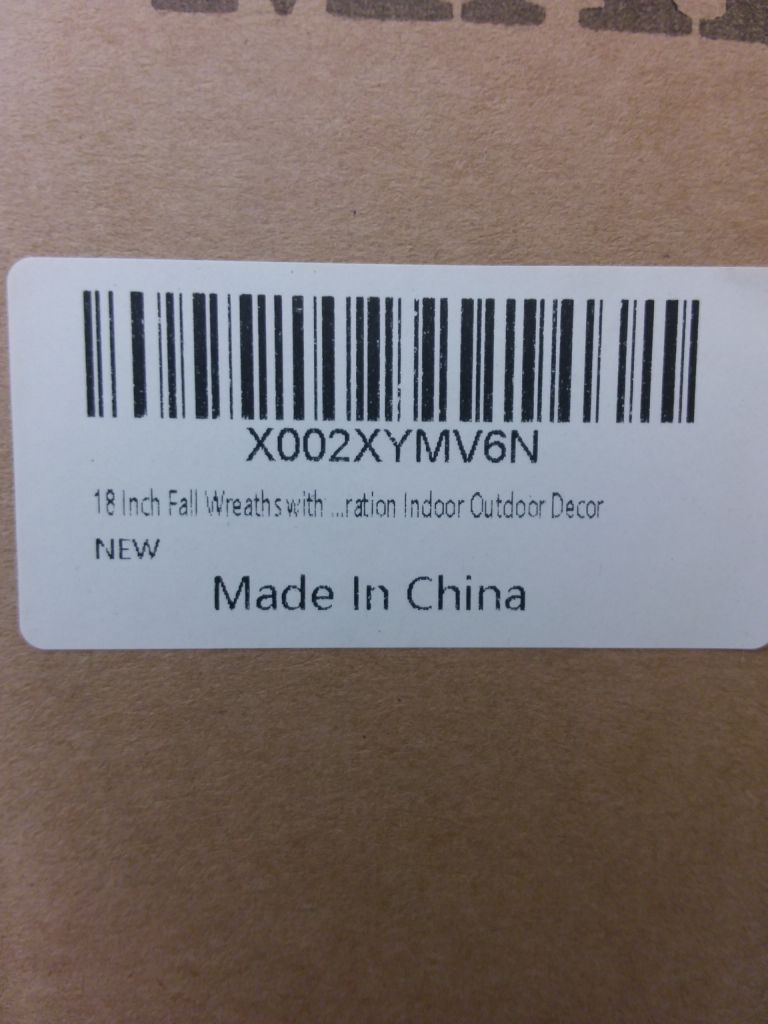 X002XYMV6N
18 Inch Fall Wreaths with ...ration Indoor Outdoor Decor
NEW
Made In China